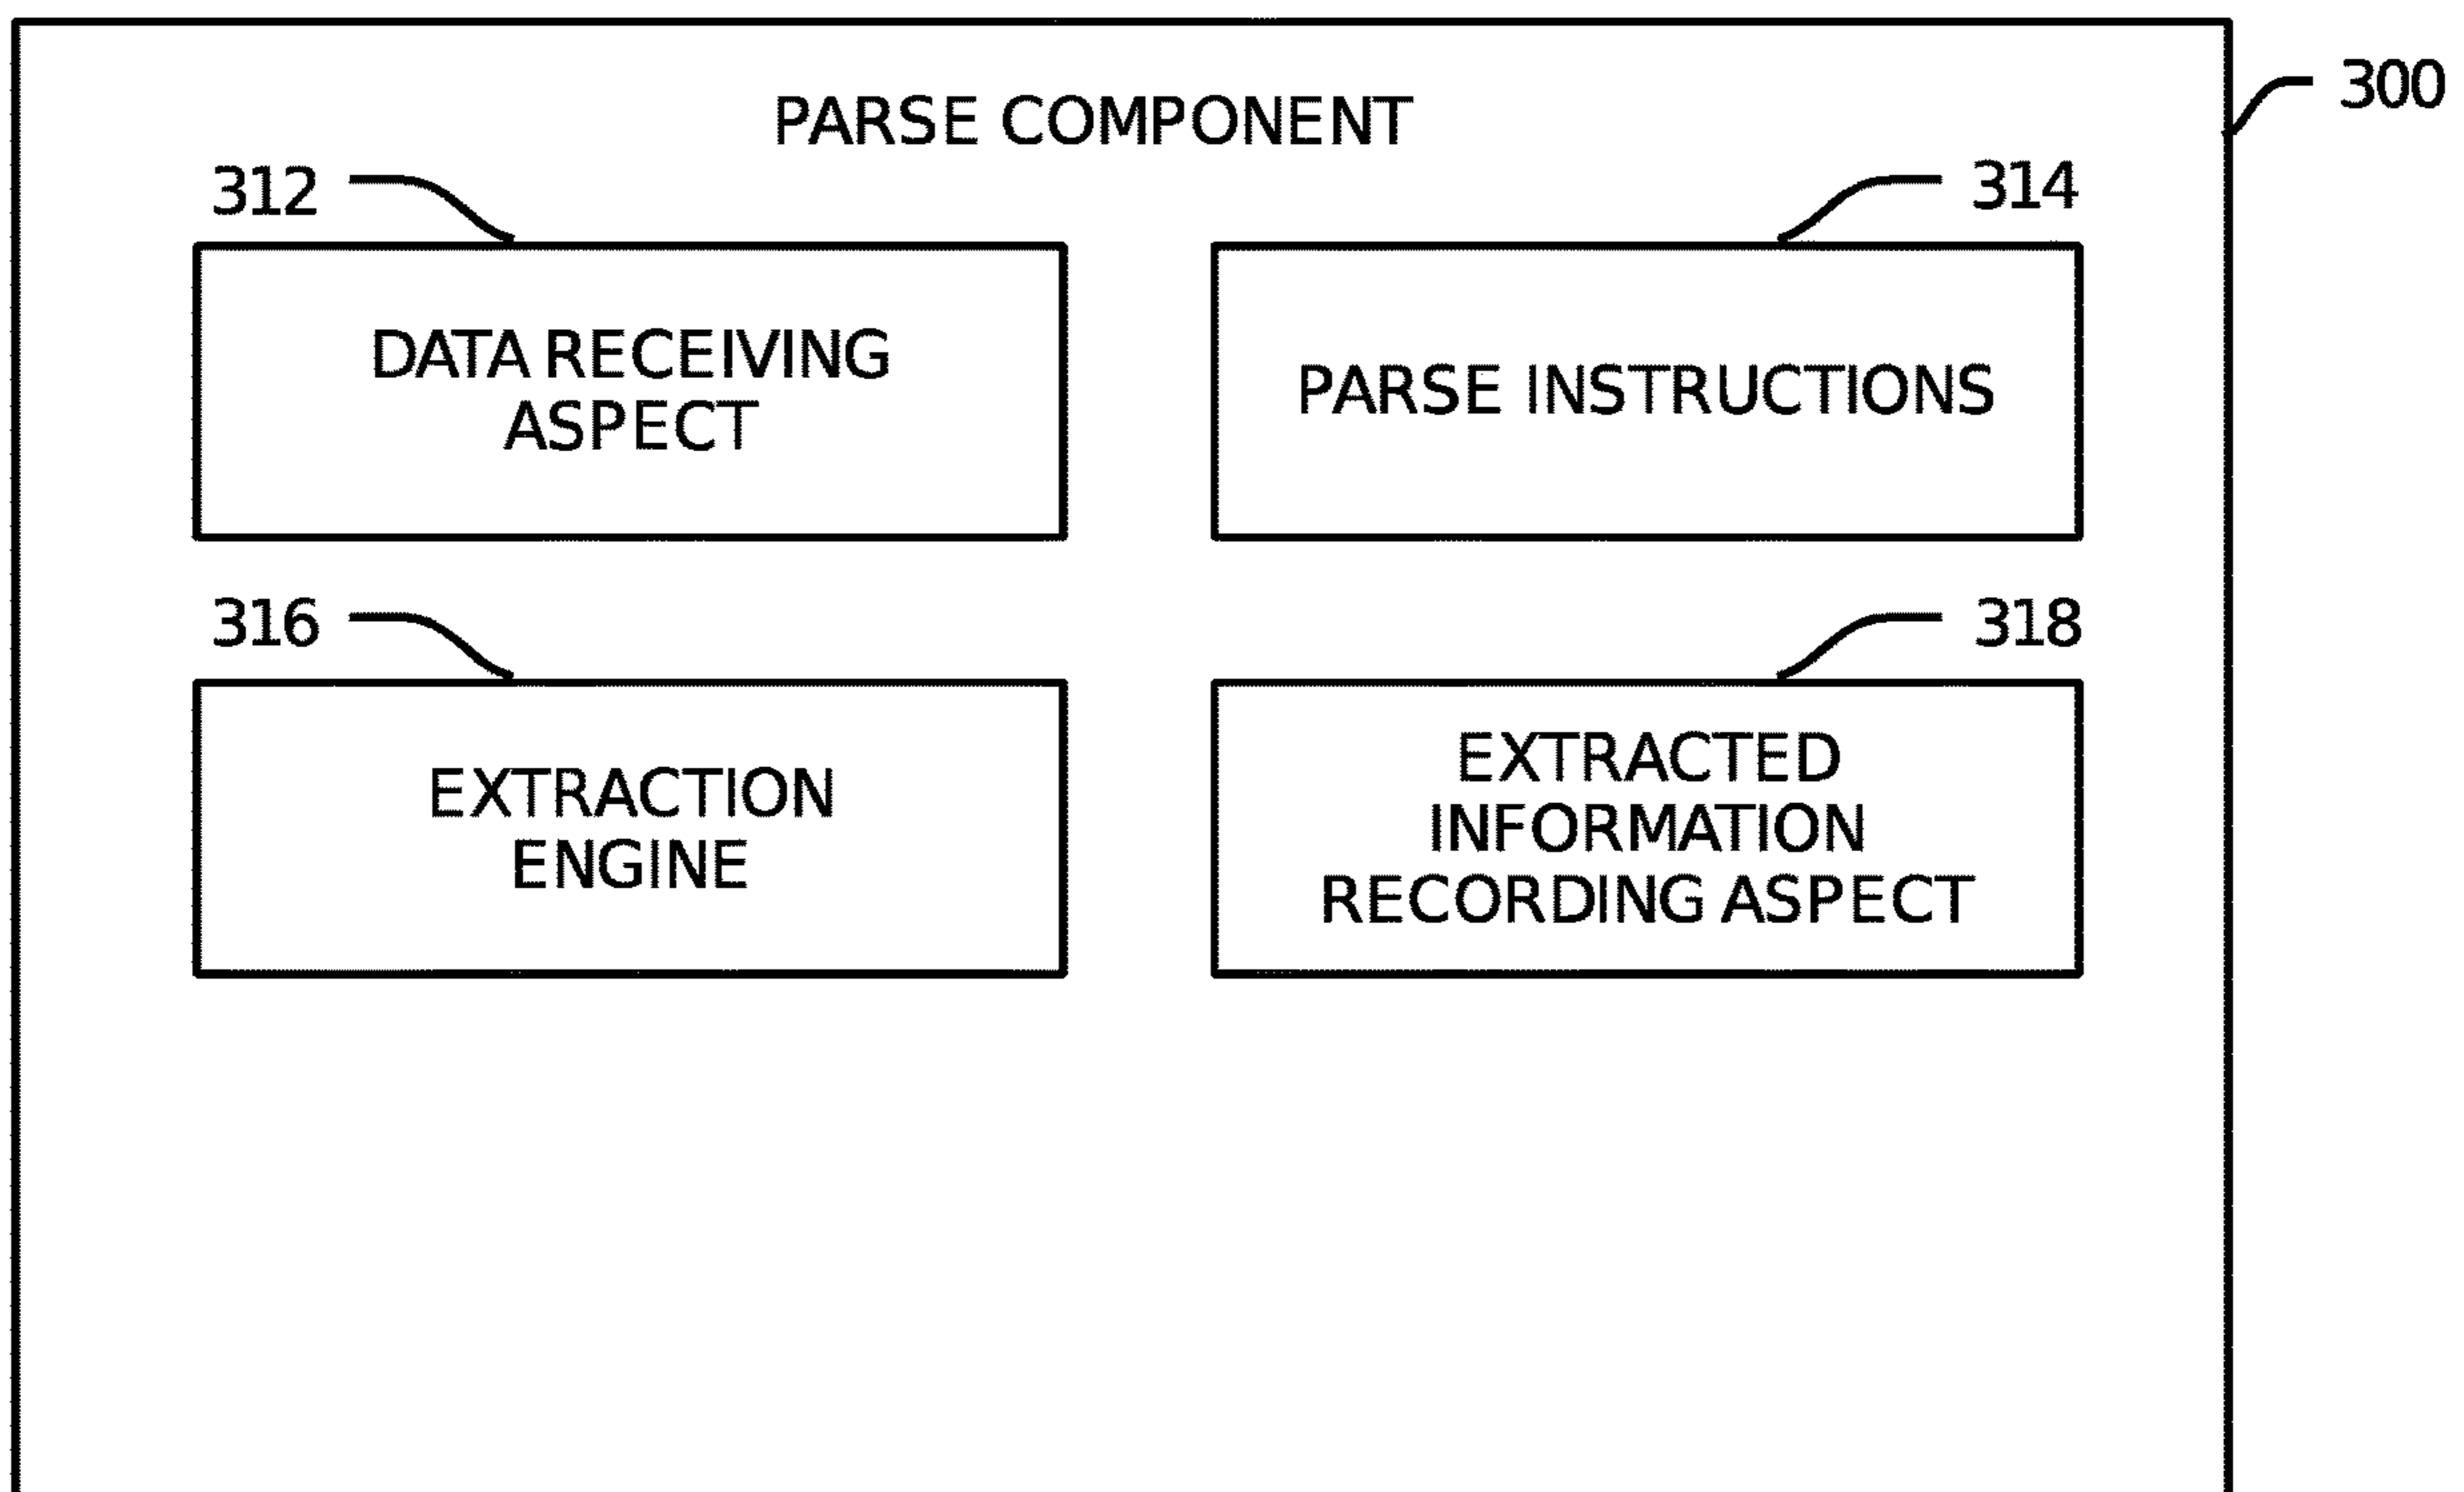 300
PARSE COMPONENT
312
314
DATA RECEIVING
ASPECT
PARSE INSTRUCTIONS
316
318
EXTRACTION
ENGINE
EXTRACTED
INFORMATION
RECORDING ASPECT